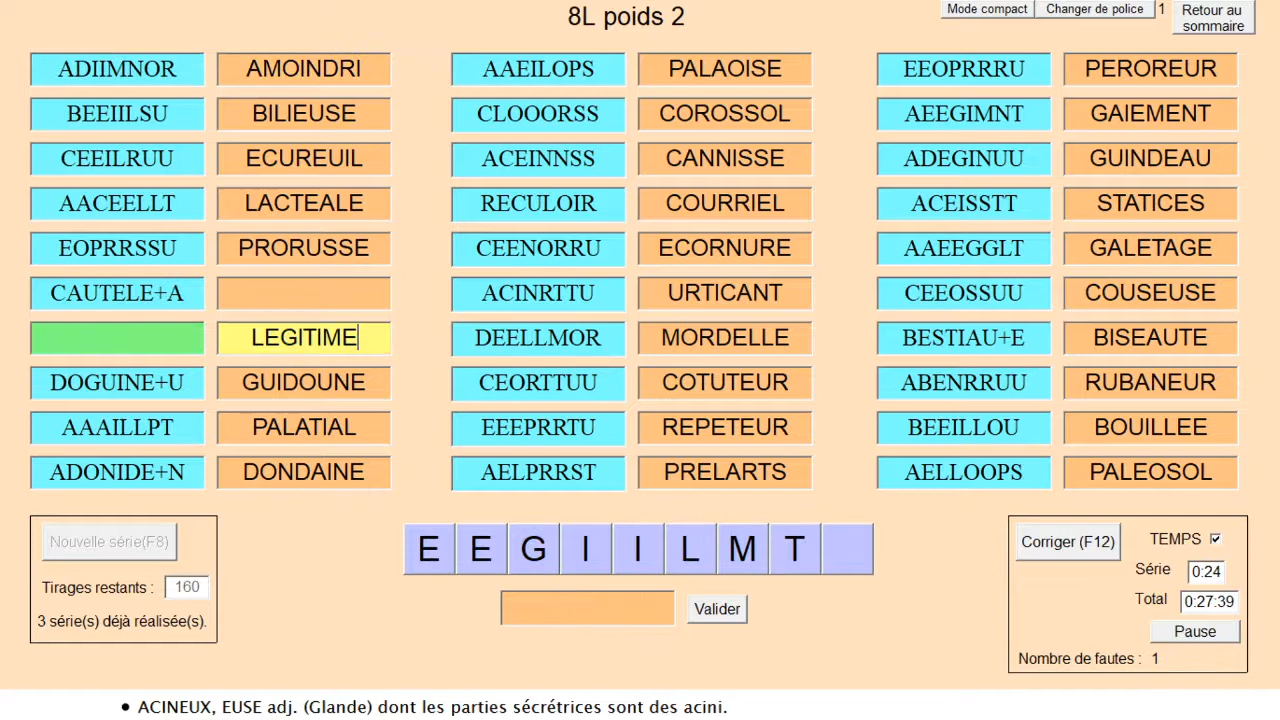 8L poids 2
Mode compact Changer de police 1 Retour au sommaire
ADIIMNOR AMOINDRI AAEILOPS PALAOISE EEOPRRRU PEROREUR
BEEIILSU BILIEUSE CLOOORSS COROSSOL AEEGIMNT GAIEMENT
CEEILRUU ECUREUIL ACEINNSS CANNISSE ADEGINUU GUINDEAU
AACEELLT LACTEALE RECULOIR COURRIEL ACEISSTT STATICES
EOPRRSSU PRORUSSE CEENORRU ECORNURE AAEEGGLT GALETAGE
CAUTELE+A ACINRTTU URTICANT CEEOSSUU COUSEUSE
LEGITIME DEELLMOR MORDELLE BESTIAU+E BISEAUTE
DOGUINE+U GUIDOUNE CEORTTUU COTUTEUR ABENRRUU RUBANEUR
AAAILLPT PALATIAL EEEPRRTU REPETEUR BEEILLOU BOUILLEE
ADONIDE+N DONDAINE AELPRRST PRELARTS AELLOOPS PALEOSOL
Nouvelle série(F8)
Tirages restants : 160
3 série(s) déjà réalisée(s).
E E G I I L M T
Valider
Corriger (F12) TEMPS
Série 0:24
Total 0:27:39
Pause
Nombre de fautes : 1
• ACINEUX, EUSE adj. (Glande) dont les parties sécrétrices sont des acini.